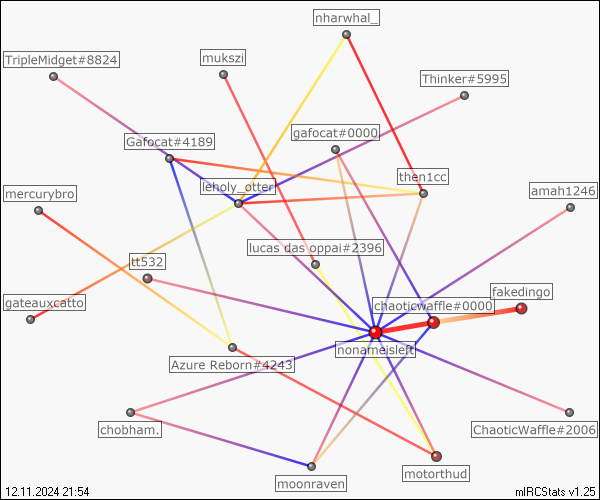 nharwhal_
TripleMidget#8824
mukszi
Thinker#5995
gafocat#0000
Gafocat#4189
then1cc
leholy_otter
amah1246
mercurybro
lucas das oppai#2396
tt532
fakedingo
chaoticwaffle#0000
gateauxcatto
nonameisleft
Azure Reborn#4243
chobham.
ChaoticWaffle#2006
motorthud
moonraven
12.11.2024 21:54
mIRCStats v1.25